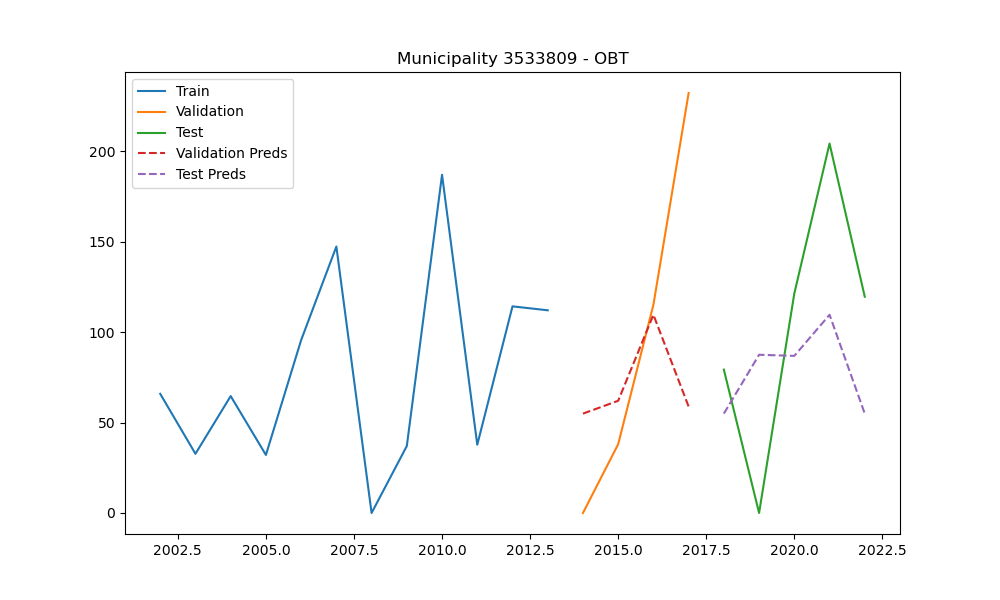 Municipality 3533809 - OBT
Train
Validation
Test
Validation Preds
Test Preds
200
150
100
50
0
2002.5 2005.0 2007.5 2010.0 2012.5 2015.0 2017.5 2020.0 2022.5